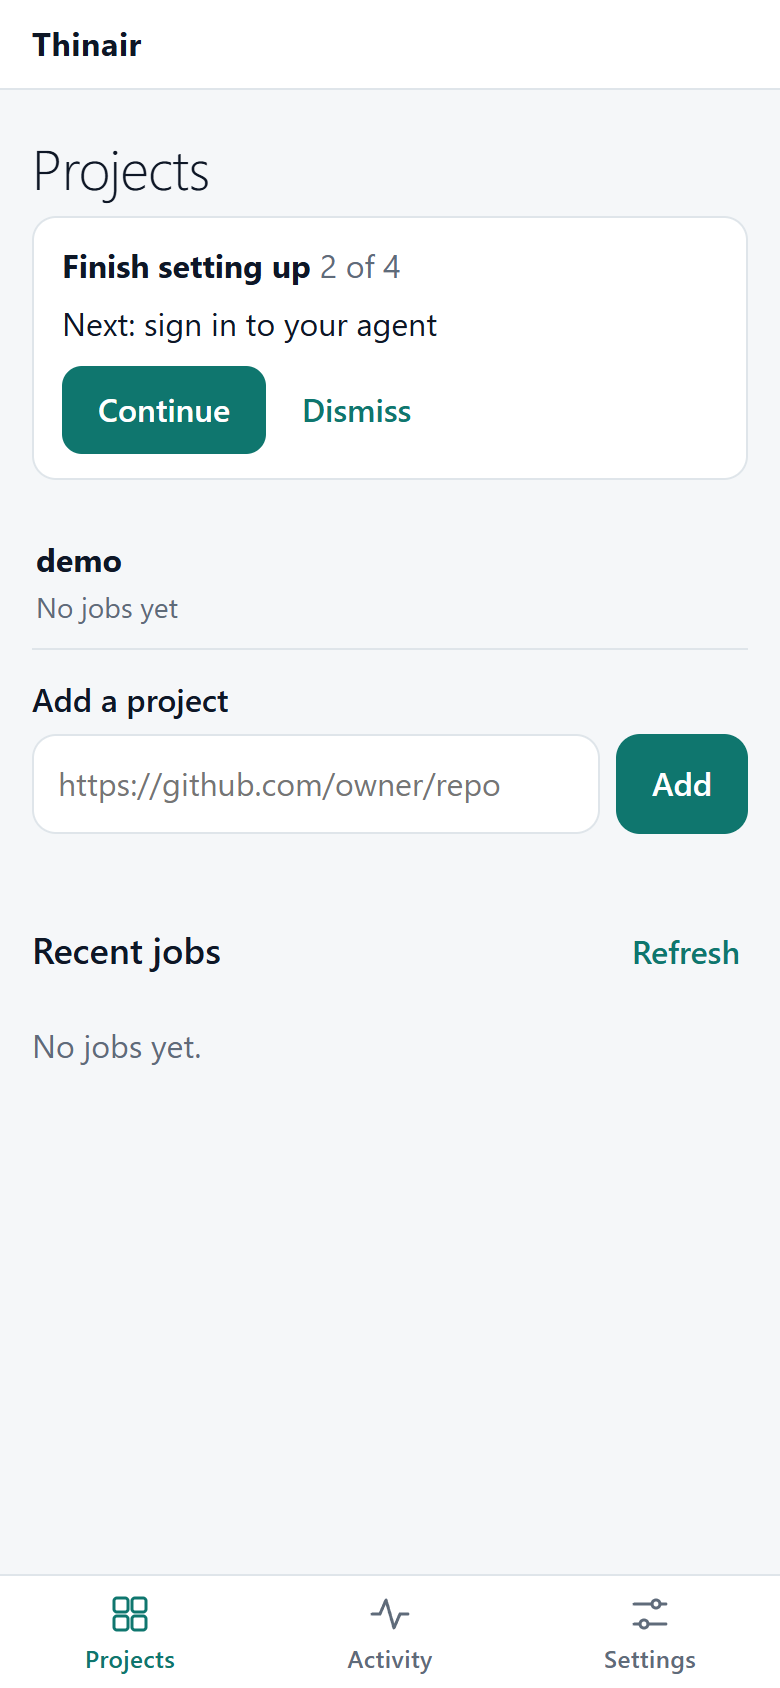 Thinair
Projects
Finish setting up 2 of 4
Next: sign in to your agent
Continue Dismiss
demo
No jobs yet
Add a project
https://github.com/owner/repo Add
Recent jobs Refresh
No jobs yet.
Projects Activity Settings